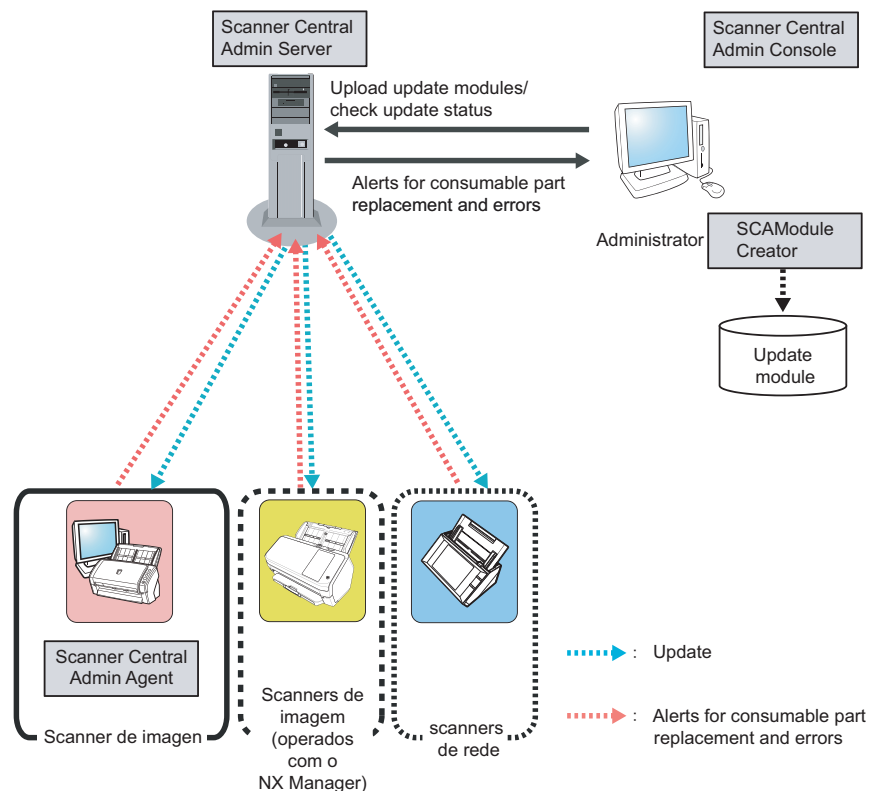 Scanner Central
Admin Server
Scanner Central
Admin Console
Upload update modules/
check update status
Alerts for consumable part
replacement and errors
Administrator
SCAModule
Creator
Update
module
Scanner Central
Admin Agent
Scanner de imagen
Scanners de
imagem
(operados
com o
NX Manager)
scanners
de rede
: Update
: Alerts for consumable part
replacement and errors